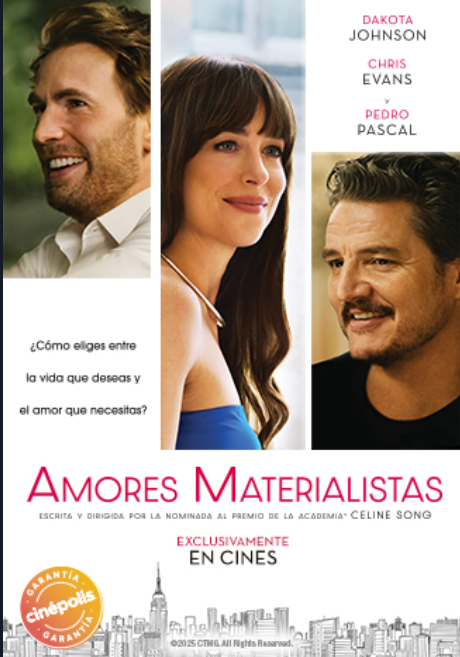 DAKOTA
JOHNSON
CHRIS
EVANS
Y
PEDRO
PASCAL
¿Cómo eliges entre
la vida que deseas y
el amor que necesitas?
AMORES MATERIALISTAS
ESCRITA Y DIRIGIDA POR LA NOMINADA AL PREMIO DE LA ACADEMIA® CELINE SONG
EXCLUSIVAMENTE
EN CINES
GARANTÍA
cinépolis
GARANTÍA
©2025 CTMG. All Rights Reserved.